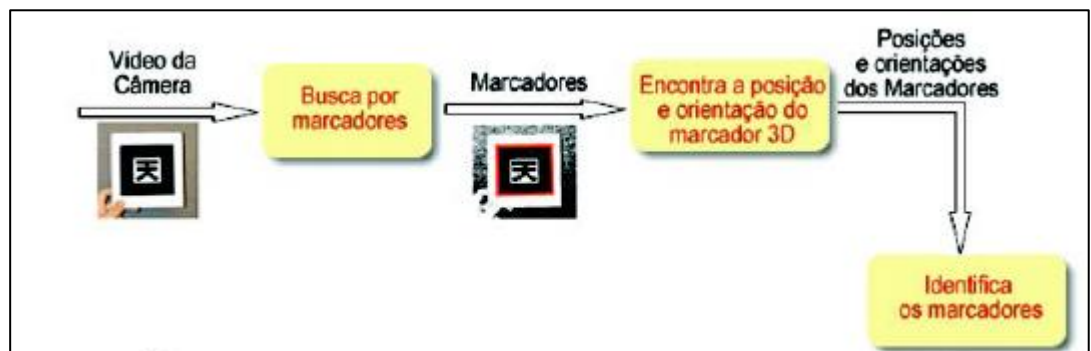 Vídeo da
Câmera
Busca por
marcadores
Marcadores
Encontra a posição
e orientação do
marcador 3D
Posições
e orientações
dos Marcadores
Identifica
os marcadores